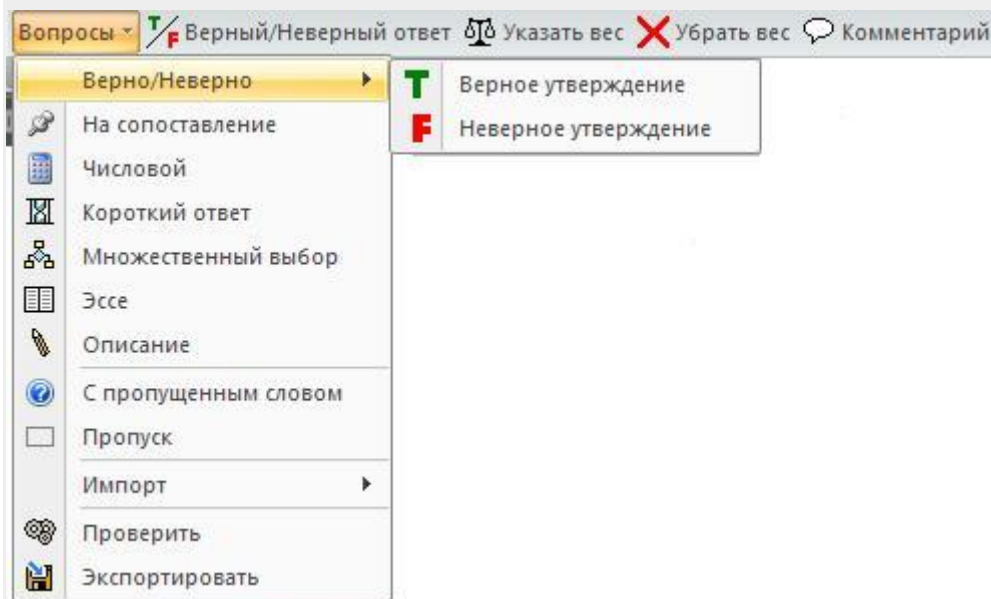 Вопросы Верный/Неверный ответ Указать вес Убрать вес Комментарий
Верно/Неверно
Верное утверждение
Неверное утверждение
На сопоставление
Числовой
Короткий ответ
Множественный выбор
Эссе
Описание
С пропущенным словом
Пропуск
Импорт
Проверить
Экспортировать